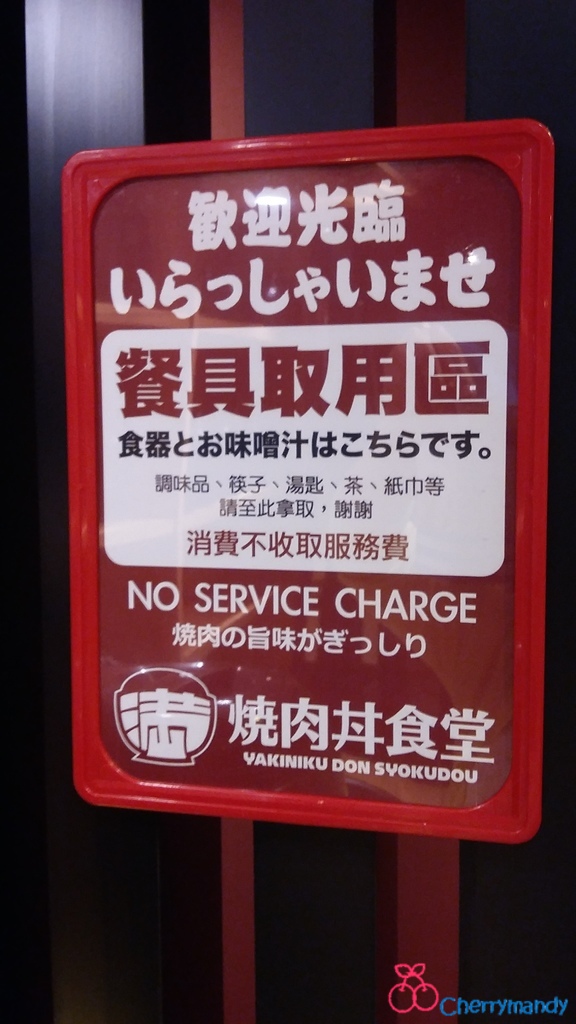 歡迎光臨
いらっしゃいませ
餐具取用區
食器とお味噌汁はこちらです。
調味品、筷子、湯匙、茶、紙巾等
請至此拿取，謝謝
消費不收取服務費
NO SERVICE CHARGE
焼肉の旨味がぎっしり
満
焼肉丼食堂
YAKINIKU DON SYOKUDOU
Cherrymandy